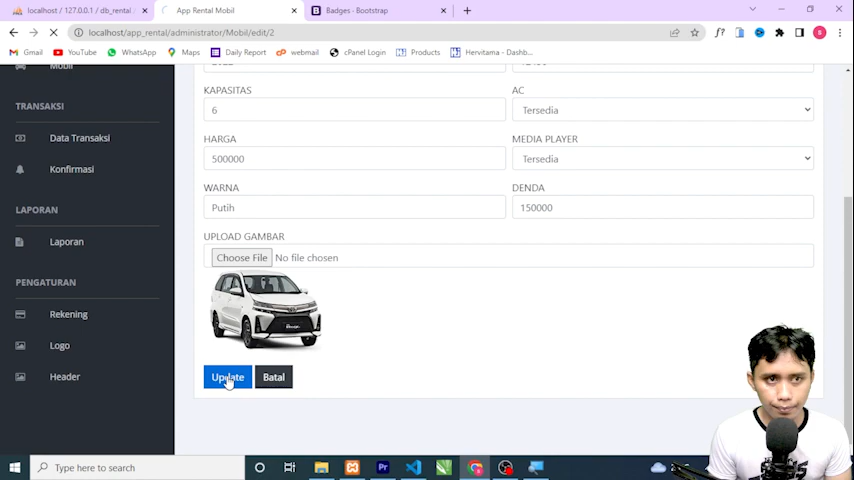 localhost / 127.0.0.1 / db_rental
App Rental Mobil
Badges · Bootstrap
localhost/app_rental/administrator/Mobil/edit/2
Gmail
YouTube
WhatsApp
Maps
Daily Report
webmail
cPanel Login
Products
Hervitama - Dashb...
Mobil
TRANSAKSI
Data Transaksi
Konfirmasi
LAPORAN
Laporan
PENGATURAN
Rekening
Logo
Header
KAPASITAS
AC
6
Tersedia
HARGA
MEDIA PLAYER
500000
Tersedia
WARNA
DENDA
Putih
150000
UPLOAD GAMBAR
Choose File No file chosen
Update
Batal
Type here to search